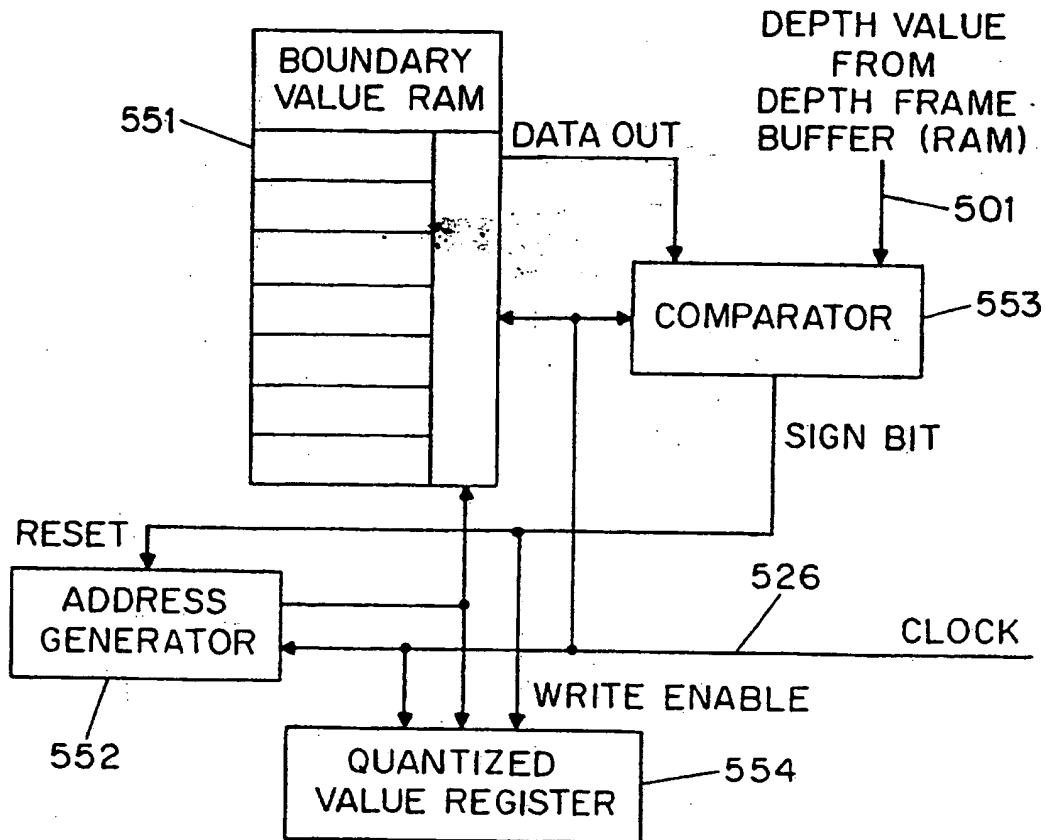 DEPTH VALUE
FROM
DEPTH FRAME
BUFFER (RAM)
501
BOUNDARY
VALUE RAM
551
DATA OUT
COMPARATOR
553
SIGN BIT
RESET
ADDRESS
GENERATOR
552
526
CLOCK
WRITE ENABLE
QUANTIZED
VALUE REGISTER
554